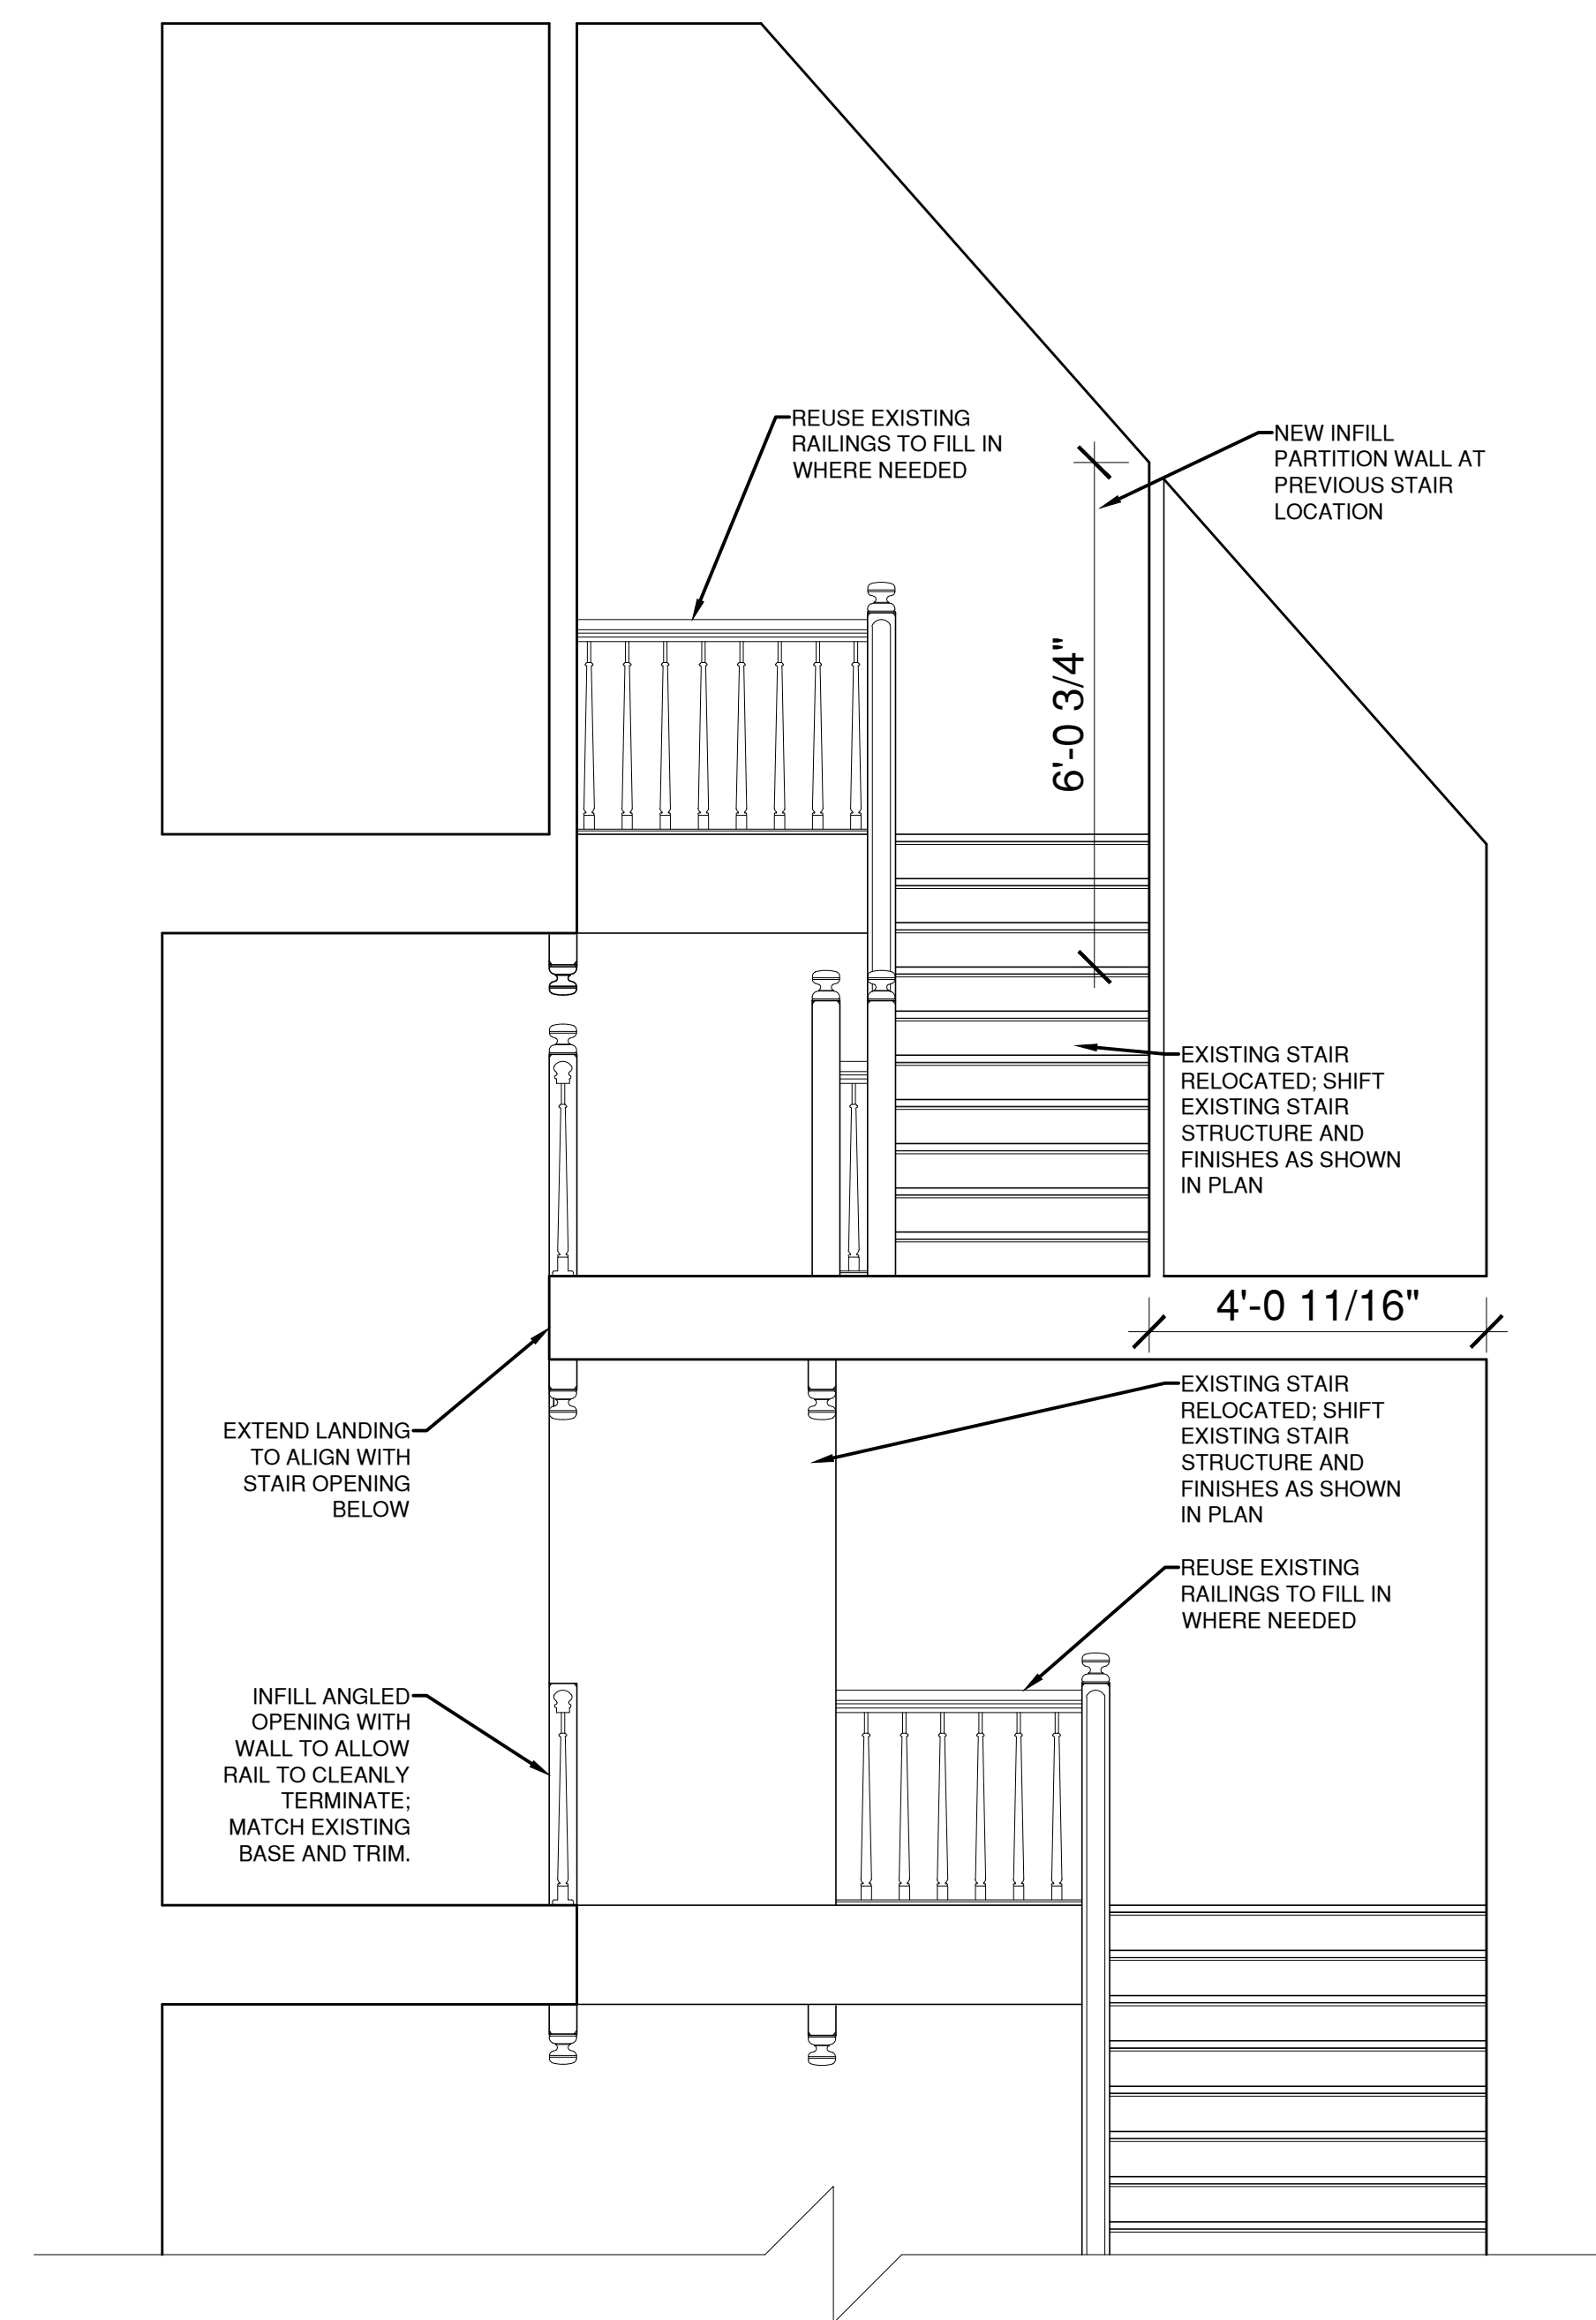 REUSE EXISTING
RAILINGS TO FILL IN
WHERE NEEDED
NEW INFILL
PARTITION WALL AT
PREVIOUS STAIR
LOCATION
6'-0 3/4"
EXISTING STAIR
RELOCATED; SHIFT
EXISTING STAIR
STRUCTURE AND
FINISHES AS SHOWN
IN PLAN
4'-0 11/16"
EXTEND LANDING
TO ALIGN WITH
STAIR OPENING
BELOW
EXISTING STAIR
RELOCATED; SHIFT
EXISTING STAIR
STRUCTURE AND
FINISHES AS SHOWN
IN PLAN
REUSE EXISTING
RAILINGS TO FILL IN
WHERE NEEDED
INFILL ANGLED
OPENING WITH
WALL TO ALLOW
RAIL TO CLEANLY
TERMINATE;
MATCH EXISTING
BASE AND TRIM.